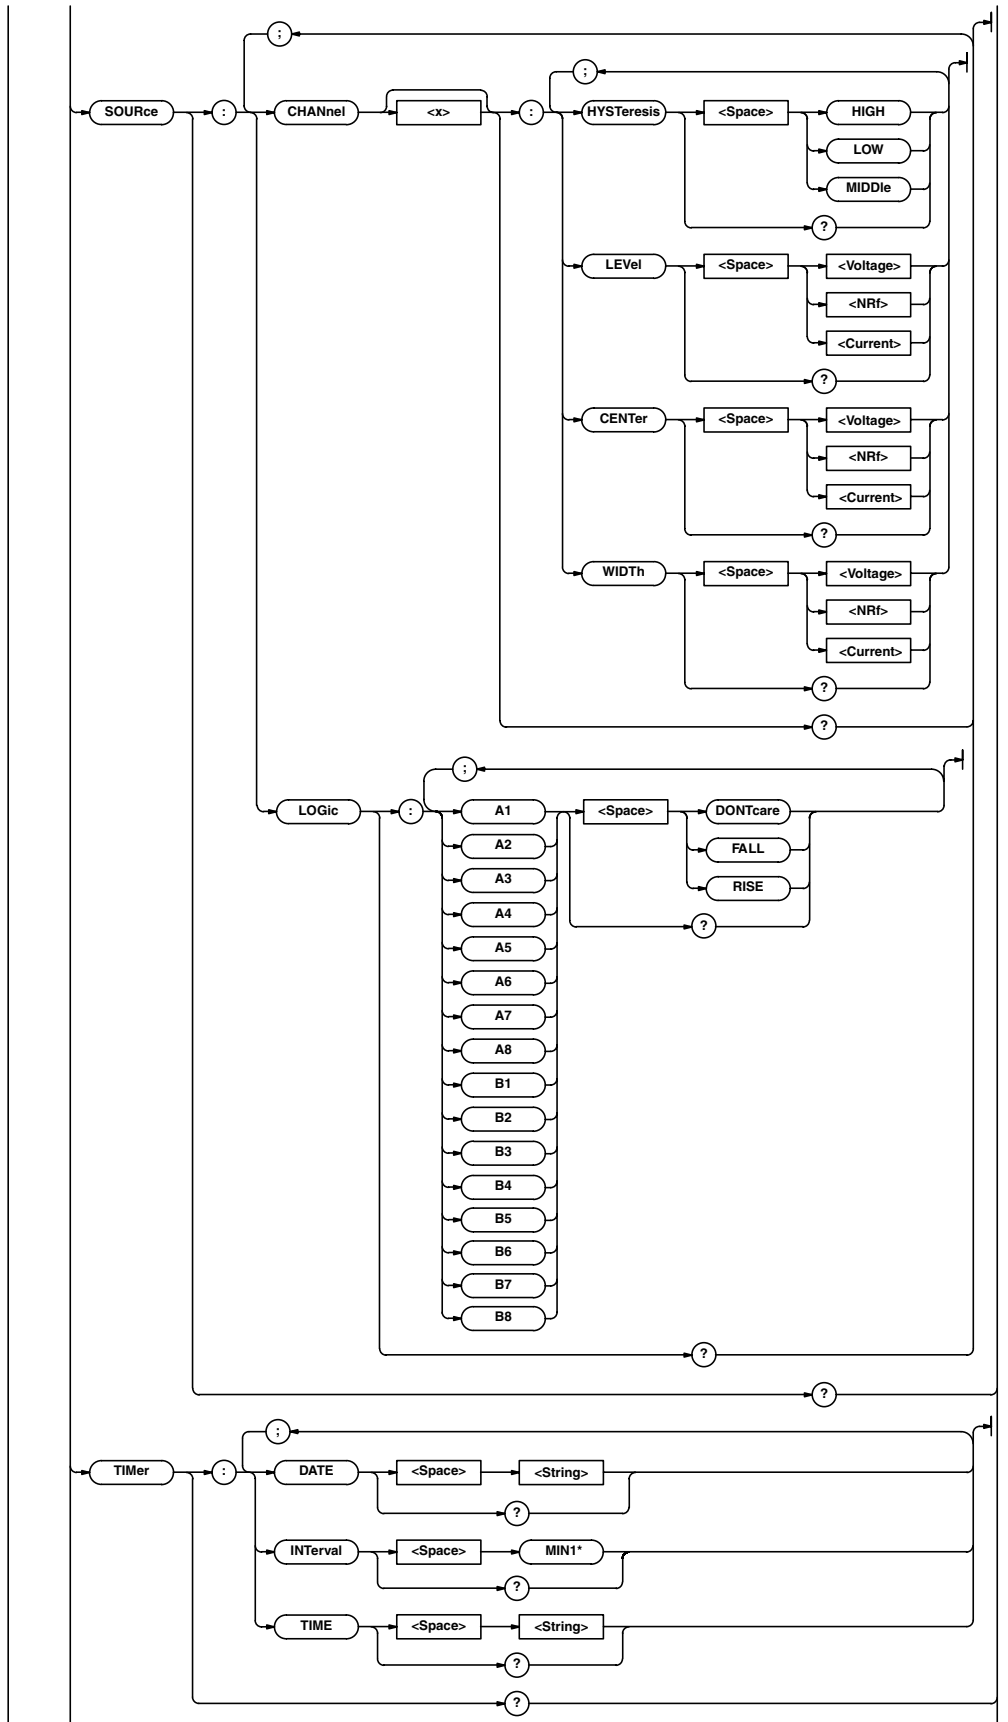 ;
;
SOURce : CHANnel <x> : HYSTeresis <Space> HIGH
LOW
MIDDle
?
LEVel <Space> <Voltage>
<NRf>
<Current>
?
CENTer <Space> <Voltage>
<NRf>
<Current>
?
WIDTh <Space> <Voltage>
<NRf>
<Current>
?
?
;
LOGic : A1 <Space> DONTcare
A2 FALL
A3 RISE
A4
?
A5
A6
A7
A8
B1
B2
B3
B4
B5
B6
B7
B8
?
?
;
TIMer : DATE <Space> <String>
?
INTerval <Space> MIN1*
?
TIME <Space> <String>
?
?